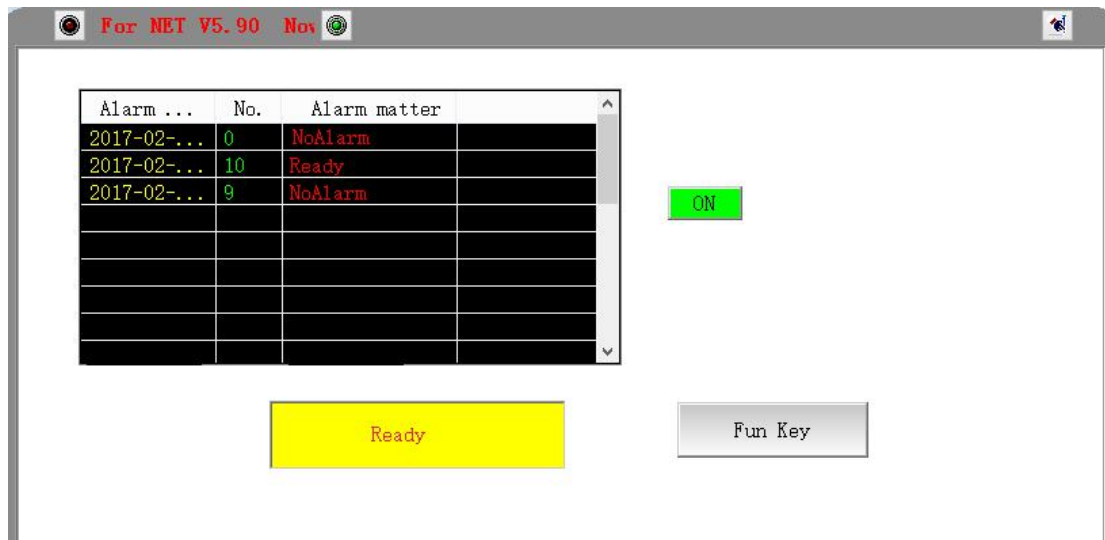 For NET V5.90 Nov
Alarm ... No. Alarm matter
2017-02-... 0 NoAlarm
2017-02-... 10 Ready
2017-02-... 9 NoAlarm
ON
Ready
Fun Key